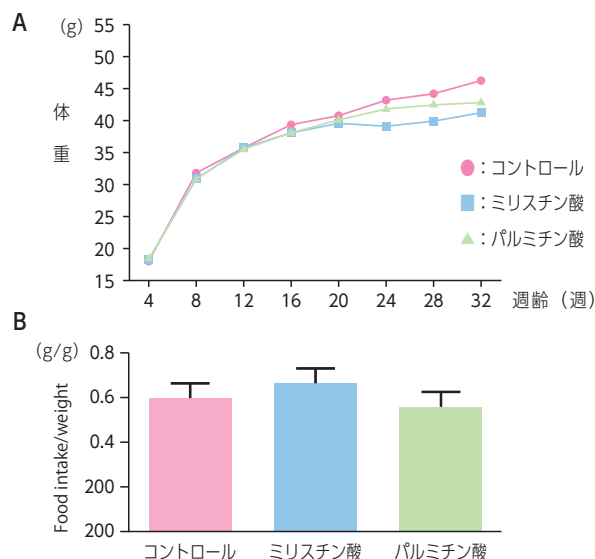 A
(g)
体重
55
50
45
40
35
30
25
20
15
4 8 12 16 20 24 28 32 週齢（週）
：コントロール
：ミリスチン酸
：パルミチン酸
B
(g/g)
Food intake/weight
0.8
0.6
0.4
200
200
コントロール ミリスチン酸 パルミチン酸